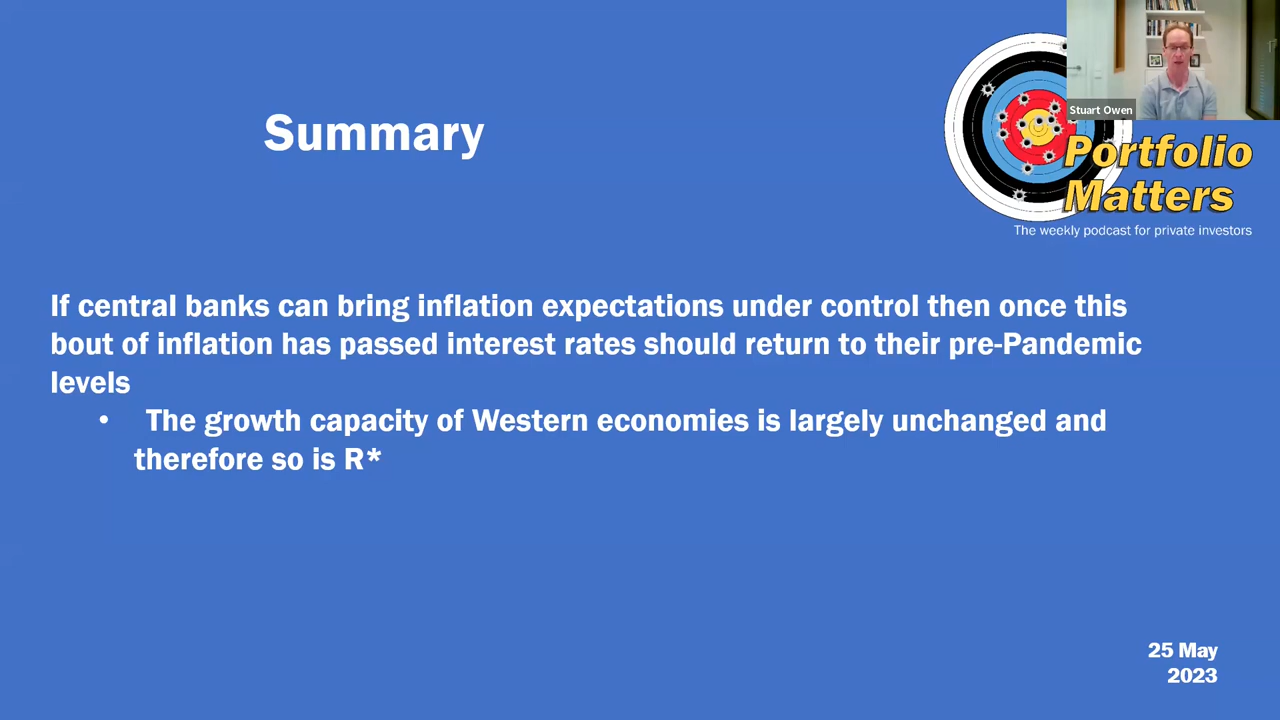 Summary
Stuart Owen
Portfolio
Matters
The weekly podcast for private investors
If central banks can bring inflation expectations under control then once this
bout of inflation has passed interest rates should return to their pre-Pandemic
levels
• The growth capacity of Western economies is largely unchanged and
therefore so is R*
25 May
2023